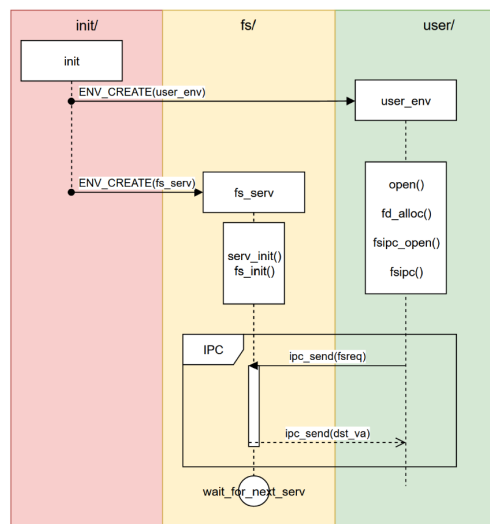 init/
fs/
user/
init
ENV_CREATE(user_env)
user_env
ENV_CREATE(fs_serv)
fs_serv
open()
fd_alloc()
fsipc_open()
fsipc()
serv_init()
fs_init()
IPC
ipc_send(fsreq)
ipc_send(dst_va)
wait_for_next_serv